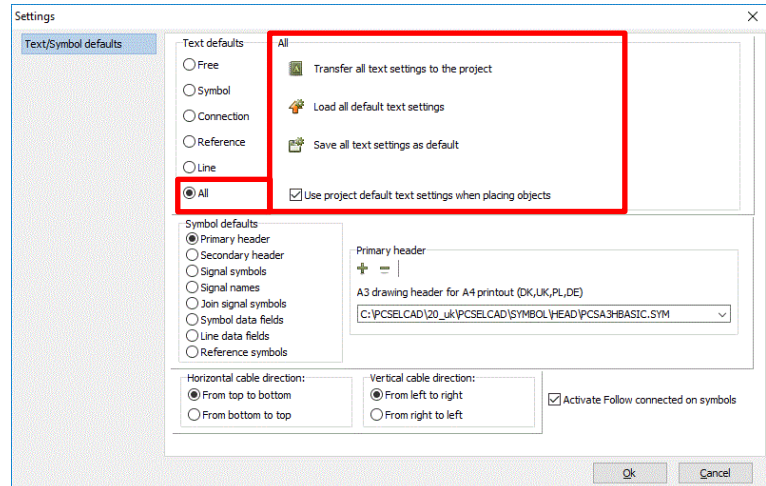 Settings
Text/Symbol defaults
Text defaults
Free
Symbol
Connection
Reference
Line
All
All
Transfer all text settings to the project
Load all default text settings
Save all text settings as default
Use project default text settings when placing objects
Symbol defaults
Primary header
Secondary header
Signal symbols
Signal names
Join signal symbols
Symbol data fields
Line data fields
Reference symbols
Primary header
A3 drawing header for A4 printout (DK,UK,PL,DE)
C:\PCSELCAD\20_uk\PCSELCAD\SYMBOL\HEAD\PCSA3HBASIC.SYM
Horizontal cable direction:
From top to bottom
From bottom to top
Vertical cable direction:
From left to right
From right to left
Activate Follow connected on symbols
Ok
Cancel